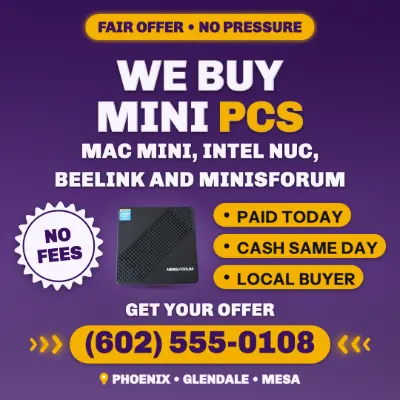 FAIR OFFER • NO PRESSURE
WE BUY
MINI PCS
MAC MINI, INTEL NUC,
BEELINK AND MINISFORUM
NO
FEES
MINISFORUM
• PAID TODAY
• CASH SAME DAY
• LOCAL BUYER
GET YOUR OFFER
››› (602) 555-0108 ‹‹‹
PHOENIX • GLENDALE • MESA